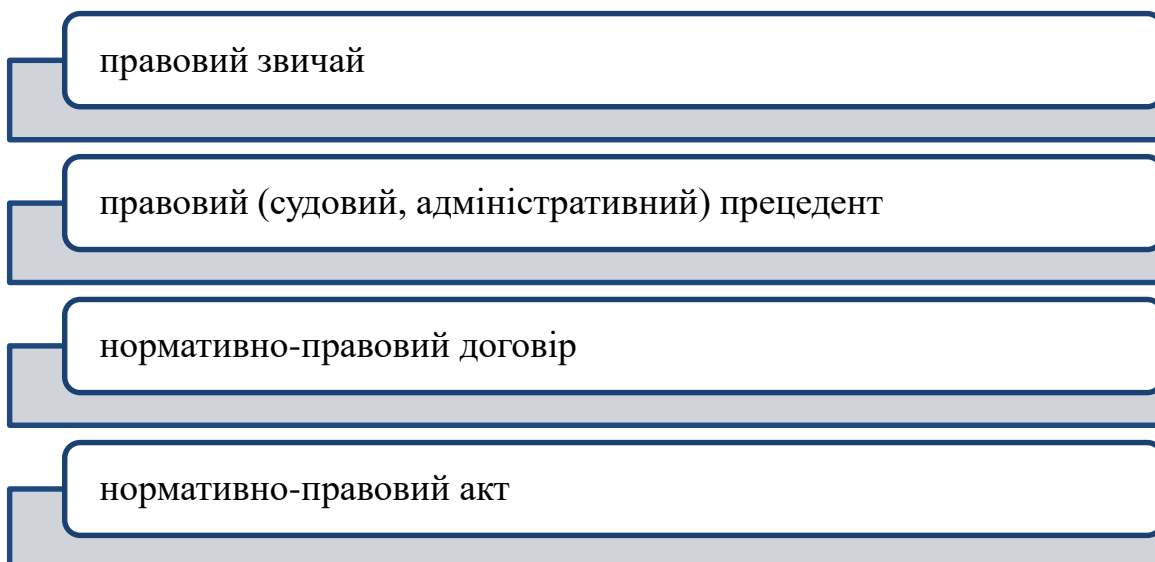 правовий звичай
правовий (судовий, адміністративний) прецедент
нормативно-правовий договір
нормативно-правовий акт